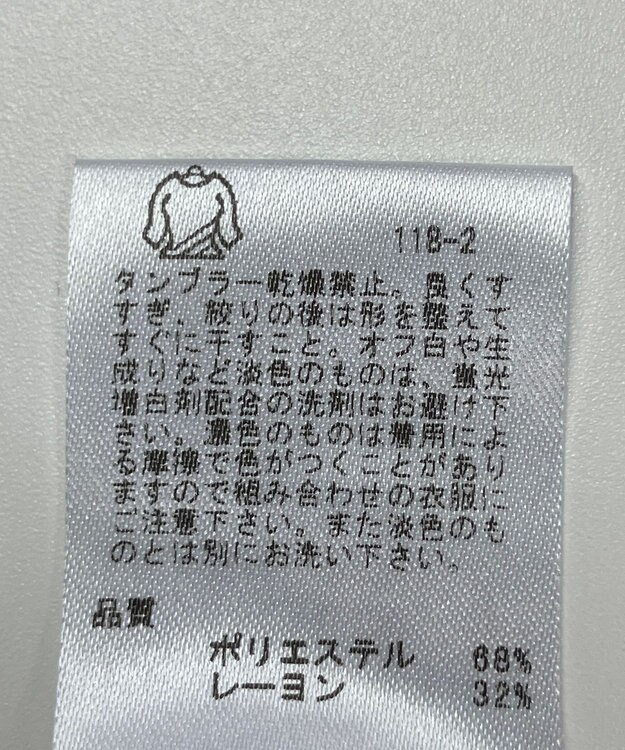 118-2
タンブラー乾燥禁止。良くす
すぎ、絞りの後は形を整えて
すぐに干すこと。オフ白や生
成りなど淡色のものは、蛍光
増白剤配合の洗剤はお避け下
さい。濃色のものは着用によ
る摩擦で色がつくことがあり
ますので組み合わせの衣服に
ご注意下さい。また淡色のも
のとは別にお洗い下さい。
品質
ポリエステル 68%
レーヨン 32%